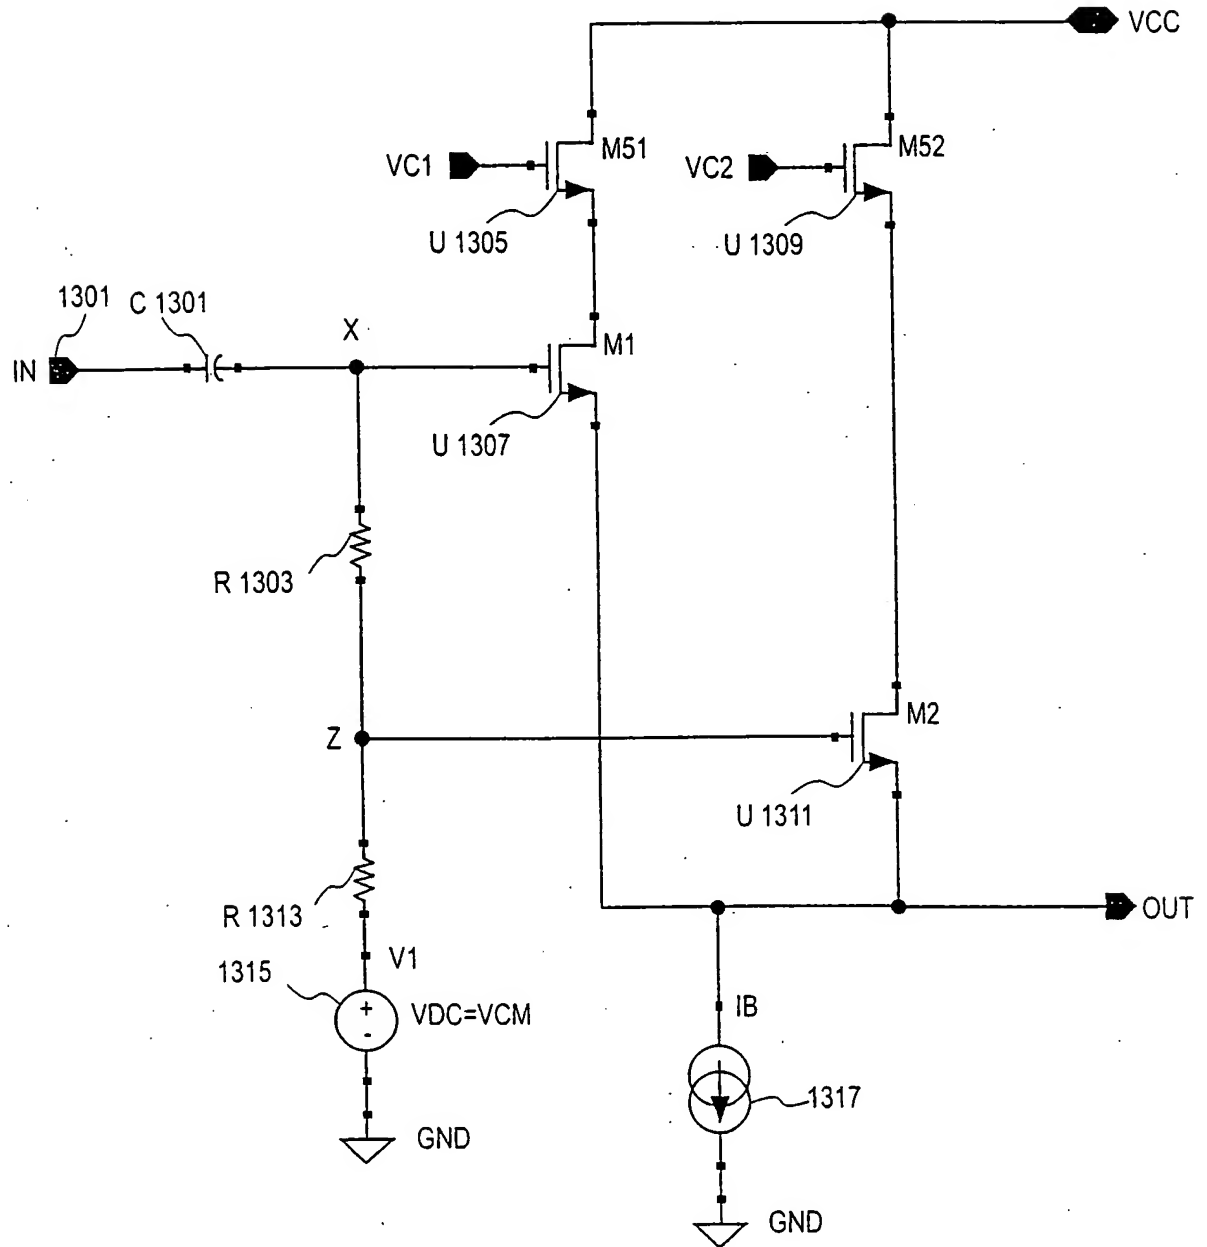 VCC
M51
M52
VC1
VC2
U 1305
U 1309
1301
C 1301
X
IN
M1
U 1307
R 1303
Z
M2
U 1311
R 1313
OUT
V1
1315
+
VDC=VCM
-
IB
1317
GND
GND